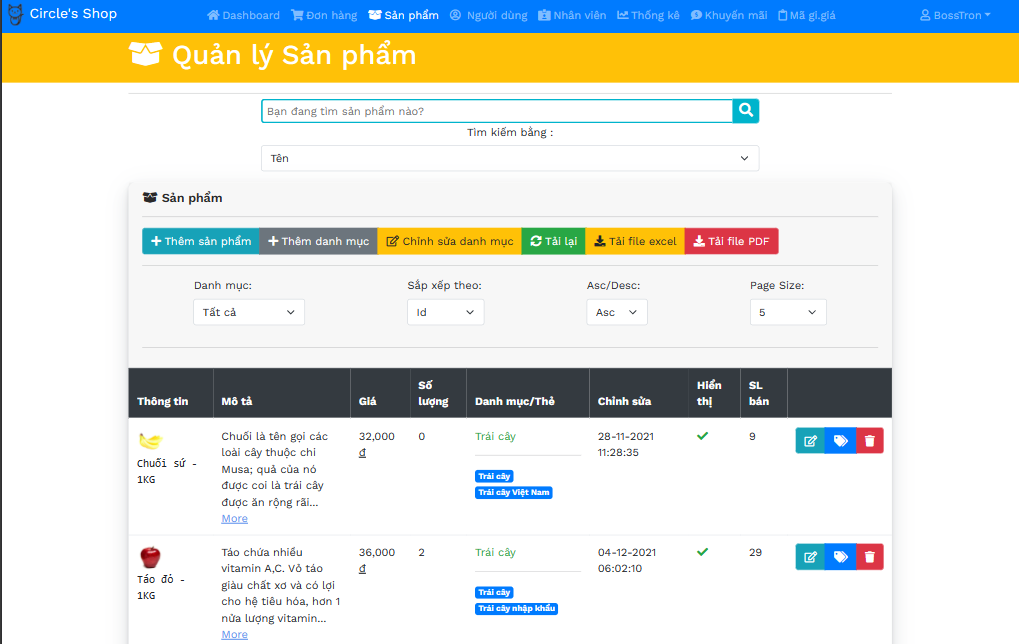 Circle's Shop
Dashboard Đơn hàng Sản phẩm Người dùng Nhân viên Thống kê Khuyến mãi Mã gi.giá BossTron
Quản lý Sản phẩm
Bạn đang tìm sản phẩm nào?
Tìm kiếm bằng :
Tên
Sản phẩm
Thêm sản phẩm Thêm danh mục Chỉnh sửa danh mục Tải lại Tải file excel Tải file PDF
Danh mục: Sắp xếp theo: Asc/Desc: Page Size:
Tất cả Id Asc 5
Thông tin Mô tả Giá Số lượng Danh mục/Thẻ Chỉnh sửa Hiển thị SL bán
Chuối sứ -
1KG
Chuối là tên gọi các
loài cây thuộc chi
Musa; quả của nó
được coi là trái cây
được ăn rộng rãi...
More
32,000
đ
0
Trái cây
Trái cây
Trái cây Việt Nam
28-11-2021
11:28:35
9
Táo đỏ -
1KG
Táo chứa nhiều
vitamin A,C. Vỏ táo
giàu chất xơ và có lợi
cho hệ tiêu hóa, hơn 1
nửa lượng vitamin...
More
36,000
đ
2
Trái cây
Trái cây
Trái cây nhập khẩu
04-12-2021
06:02:10
29